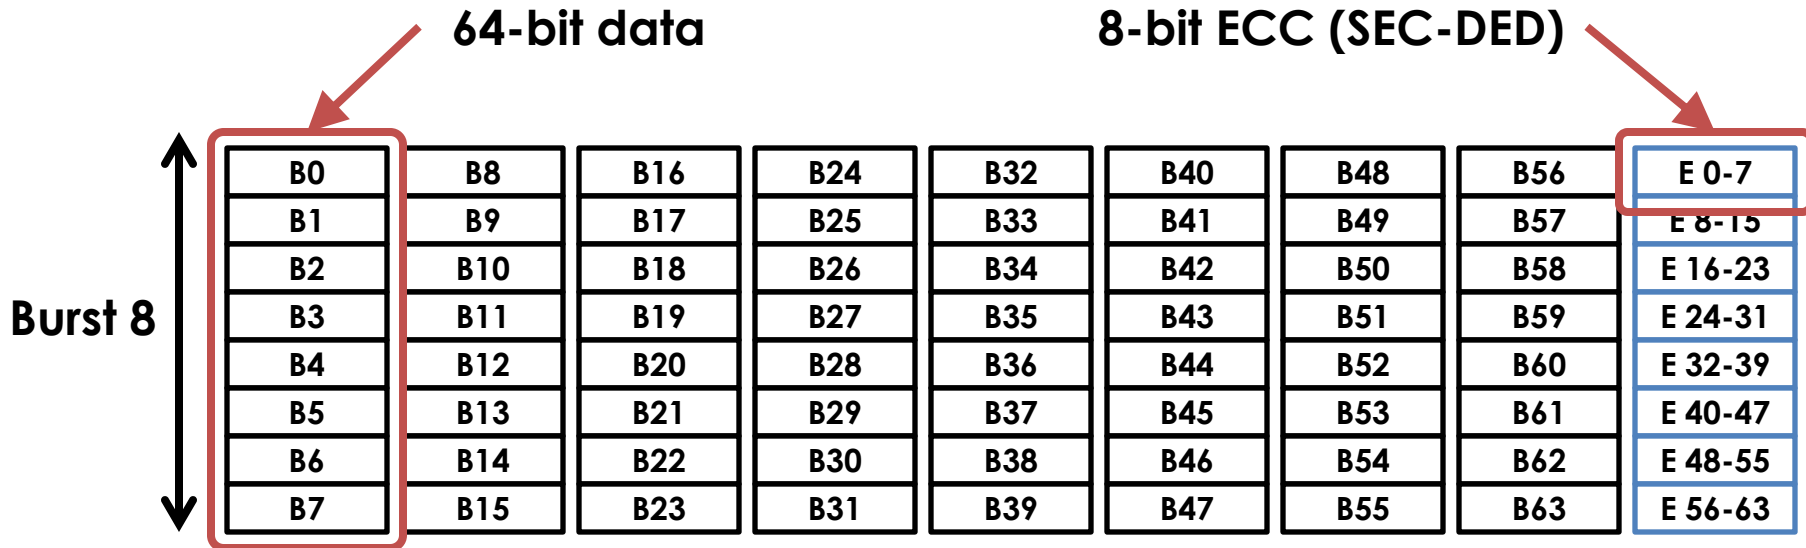 64-bit data 8-bit ECC (SEC-DED)
B0 B8 B16 B24 B32 B40 B48 B56 E 0-7
B1 B9 B17 B25 B33 B41 B49 B57 E 8-15
B2 B10 B18 B26 B34 B42 B50 B58 E 16-23
Burst 8 B3 B11 B19 B27 B35 B43 B51 B59 E 24-31
B4 B12 B20 B28 B36 B44 B52 B60 E 32-39
B5 B13 B21 B29 B37 B45 B53 B61 E 40-47
B6 B14 B22 B30 B38 B46 B54 B62 E 48-55
B7 B15 B23 B31 B39 B47 B55 B63 E 56-63